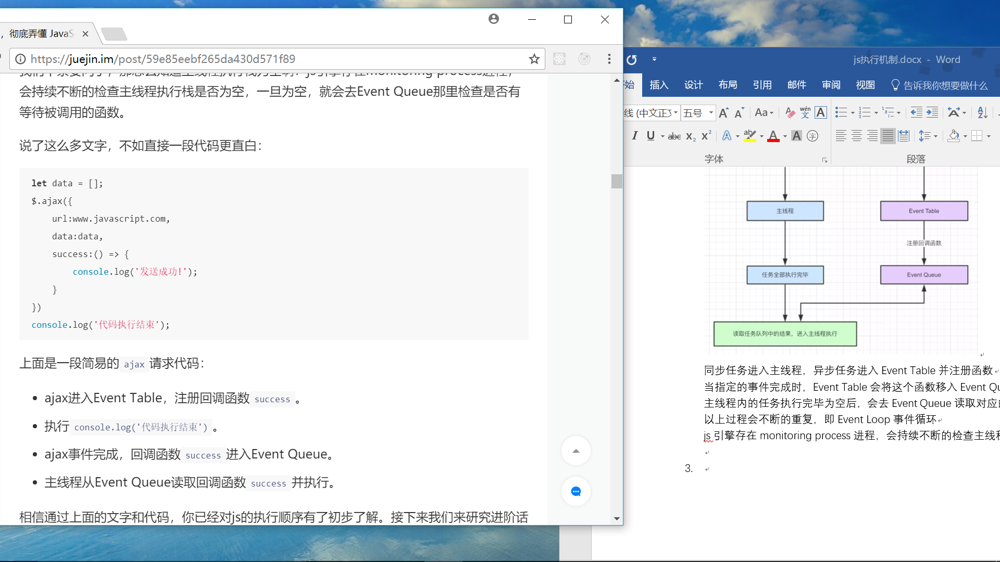 ，彻底弄懂 JavaS
https://juejin.im/post/59e85eebf265da430d571f89
会持续不断的检查主线程执行栈是否为空，一旦为空，就会去Event Queue那里检查是否有
等待被调用的函数。
说了这么多文字，不如直接一段代码更直白：
let data = [];
$.ajax({
url:www.javascript.com,
data:data,
success:() => {
console.log('发送成功!');
}
})
console.log('代码执行结束');
上面是一段简易的 ajax 请求代码：
• ajax进入Event Table，注册回调函数 success 。
• 执行 console.log('代码执行结束') 。
• ajax事件完成，回调函数 success 进入Event Queue。
• 主线程从Event Queue读取回调函数 success 并执行。
相信通过上面的文字和代码，你已经对js的执行顺序有了初步了解。接下来我们来研究进阶话
js执行机制.docx - Word
始 插入 设计 布局 引用 邮件 审阅 视图 告诉我你想要做什么
线 (中文正文 五号 Aa wén 文 A
I U abc X₂ X² A ab A A 字
字体 段落
主线程 Event Table
注册回调函数
任务全部执行完毕 Event Queue
读取任务队列中的结果，进入主线程执行
同步任务进入主线程，异步任务进入 Event Table 并注册函数
当指定的事件完成时，Event Table 会将这个函数移入 Event Qu
主线程内的任务执行完毕为空后，会去 Event Queue 读取对应的
以上过程会不断的重复，即 Event Loop 事件循环
js 引擎存在 monitoring process 进程，会持续不断的检查主线程
3.